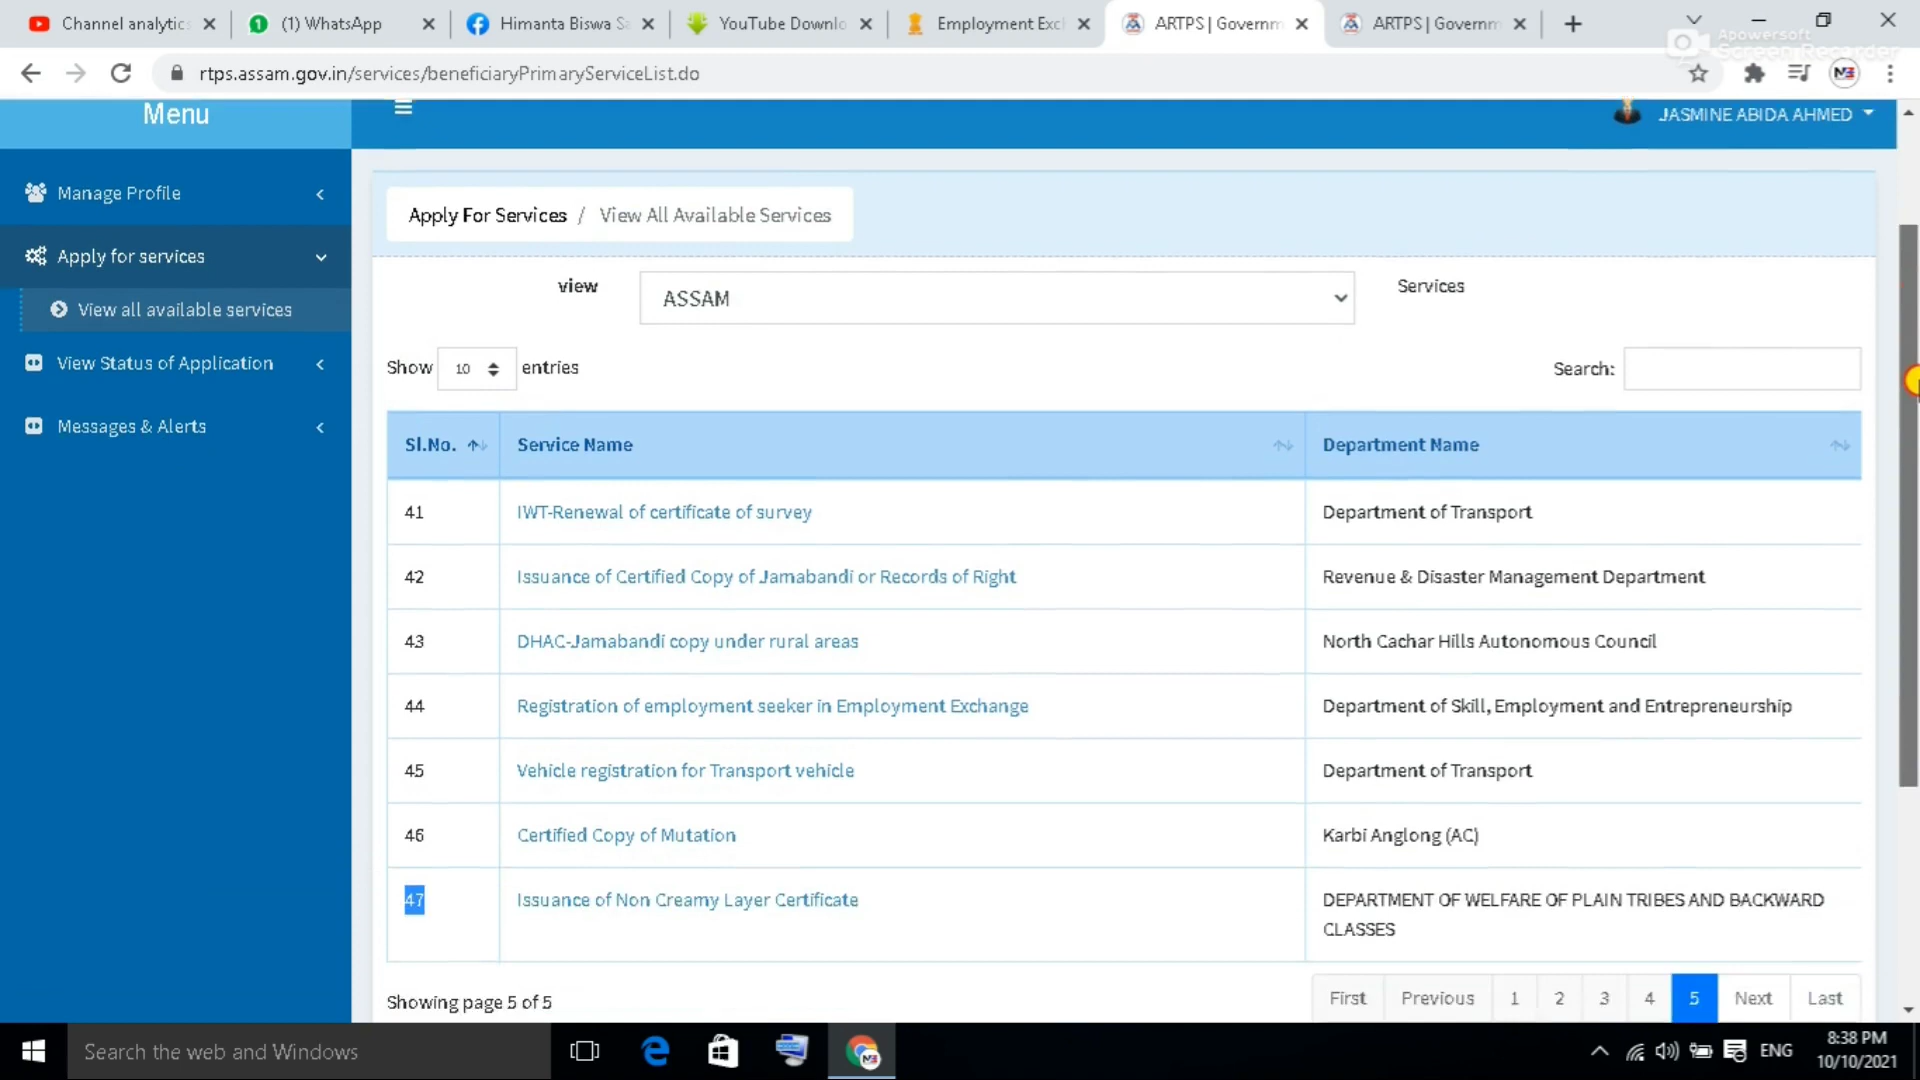 Channel analytics
(1) WhatsApp
Himanta Biswa Sa
YouTube Downlo
Employment Exc
ARTPS | Governm
ARTPS | Governm
Apowersoft
Screen Recorder
rtps.assam.gov.in/services/beneficiaryPrimaryServiceList.do
Menu
JASMINE ABIDA AHMED
Manage Profile
Apply for services
View all available services
View Status of Application
Messages & Alerts
Apply For Services / View All Available Services
view ASSAM Services
Show 10 entries Search:
Sl.No. Service Name Department Name
41 IWT-Renewal of certificate of survey Department of Transport
42 Issuance of Certified Copy of Jamabandi or Records of Right Revenue & Disaster Management Department
43 DHAC-Jamabandi copy under rural areas North Cachar Hills Autonomous Council
44 Registration of employment seeker in Employment Exchange Department of Skill, Employment and Entrepreneurship
45 Vehicle registration for Transport vehicle Department of Transport
46 Certified Copy of Mutation Karbi Anglong (AC)
47 Issuance of Non Creamy Layer Certificate DEPARTMENT OF WELFARE OF PLAIN TRIBES AND BACKWARD
CLASSES
Showing page 5 of 5 First Previous 1 2 3 4 5 Next Last
Search the web and Windows
ENG
8:38 PM
10/10/2021